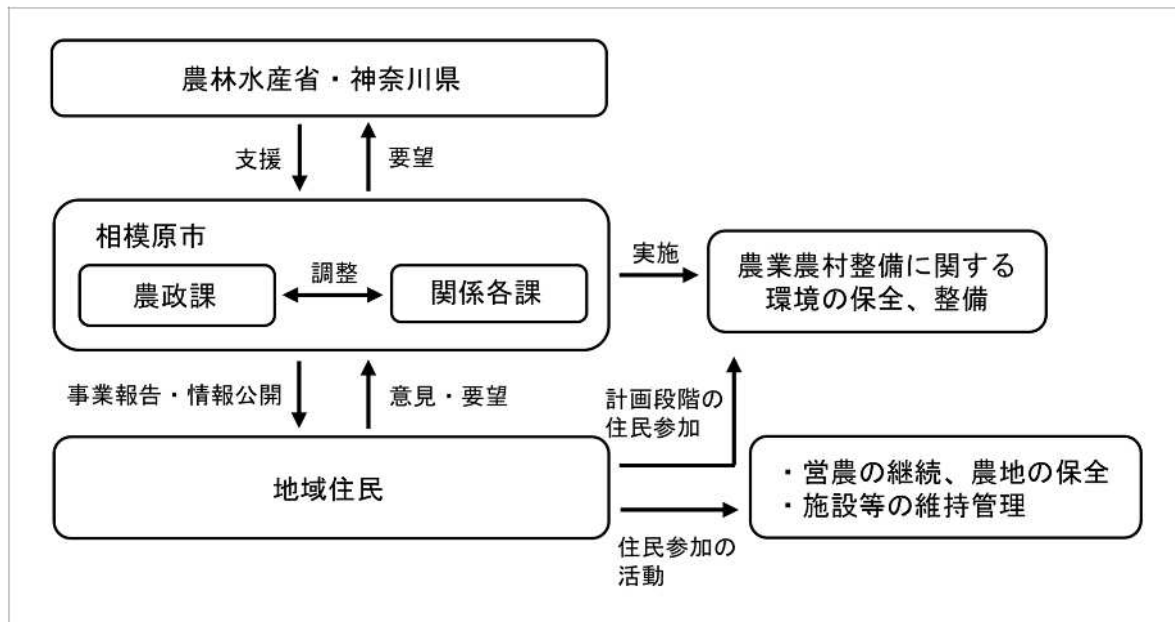 農林水産省・神奈川県
支援
要望
相模原市
農政課
調整
関係各課
実施
農業農村整備に関する
環境の保全、整備
事業報告・情報公開
意見・要望
計画段階の
住民参加
地域住民
・営農の継続、農地の保全
・施設等の維持管理
住民参加の
活動